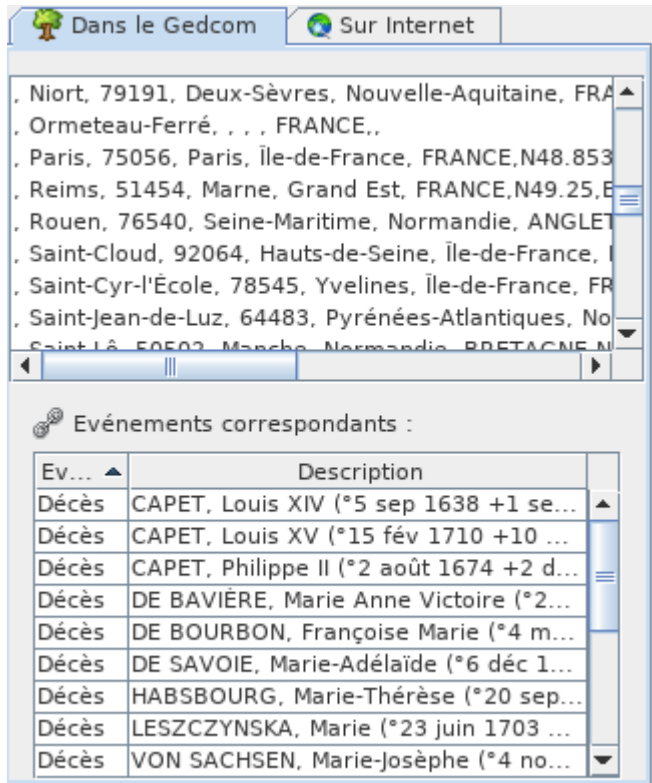 Dans le Gedcom Sur Internet
, Niort, 79191, Deux-Sèvres, Nouvelle-Aquitaine, FRA
, Ormeteau-Ferré, , , , FRANCE,,
, Paris, 75056, Paris, Île-de-France, FRANCE,N48.853
, Reims, 51454, Marne, Grand Est, FRANCE,N49.25,E
, Rouen, 76540, Seine-Maritime, Normandie, ANGLET
, Saint-Cloud, 92064, Hauts-de-Seine, Île-de-France,
, Saint-Cyr-l'École, 78545, Yvelines, Île-de-France, FR
, Saint-Jean-de-Luz, 64483, Pyrénées-Atlantiques, No
Saint-Lô, 50502, Manche, Normandie, BRETAGNE,N
Evénements correspondants :
Ev... Description
Décès CAPET, Louis XIV (°5 sep 1638 +1 se...
Décès CAPET, Louis XV (°15 fév 1710 +10 ...
Décès CAPET, Philippe II (°2 août 1674 +2 d...
Décès DE BAVIÈRE, Marie Anne Victoire (°2...
Décès DE BOURBON, Françoise Marie (°4 m...
Décès DE SAVOIE, Marie-Adélaïde (°6 déc 1...
Décès HABSBOURG, Marie-Thérèse (°20 sep...
Décès LESZCZYNSKA, Marie (°23 juin 1703 ...
Décès VON SACHSEN, Marie-Josèphe (°4 no...